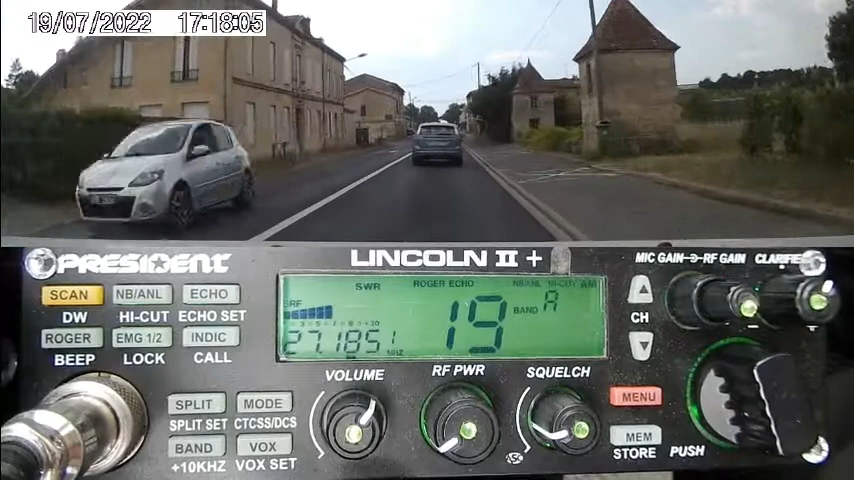 19/07/2022 17:18:05
PRESIDENT LINCOLN II + MIC GAIN RF GAIN CLARIFIER
SCAN NB/ANL ECHO
DW HI-CUT ECHO SET
ROGER EMG 1/2 INDIC
BEEP LOCK CALL
SWR ROGER ECHO NB/ANL HI-CUT AM
SRF
19 BAND A
27.1851 MHZ
CH
VOLUME RF PWR SQUELCH
SPLIT MODE
SPLIT SET CTCSS/DCS
BAND VOX
+10KHZ VOX SET
ASC
MENU
MEM
STORE PUSH